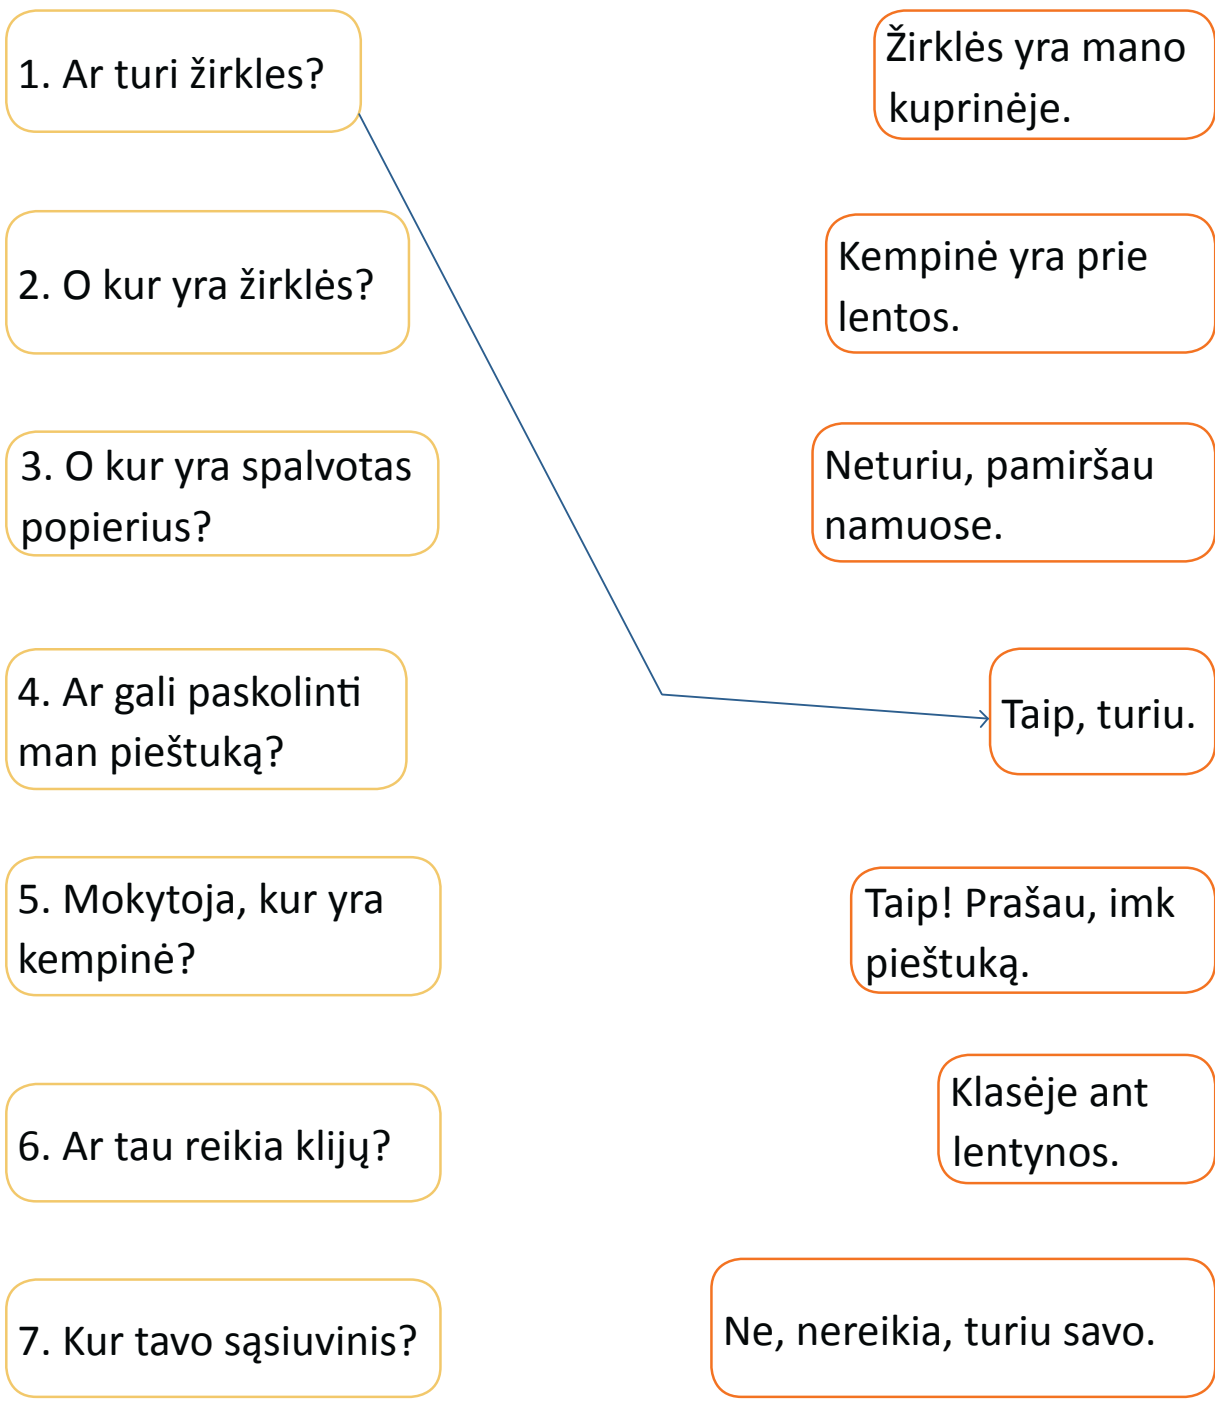 1. Ar turi žirkles?
2. O kur yra žirklės?
3. O kur yra spalvotas
popierius?
4. Ar gali paskolinti
man pieštuką?
5. Mokytoja, kur yra
kempinė?
6. Ar tau reikia klijų?
7. Kur tavo sąsiuvinis?
Žirklės yra mano
kuprinėje.
Kempinė yra prie
lentos.
Neturiu, pamiršau
namuose.
Taip, turiu.
Taip! Prašau, imk
pieštuką.
Klasėje ant
lentynos.
Ne, nereikia, turiu savo.